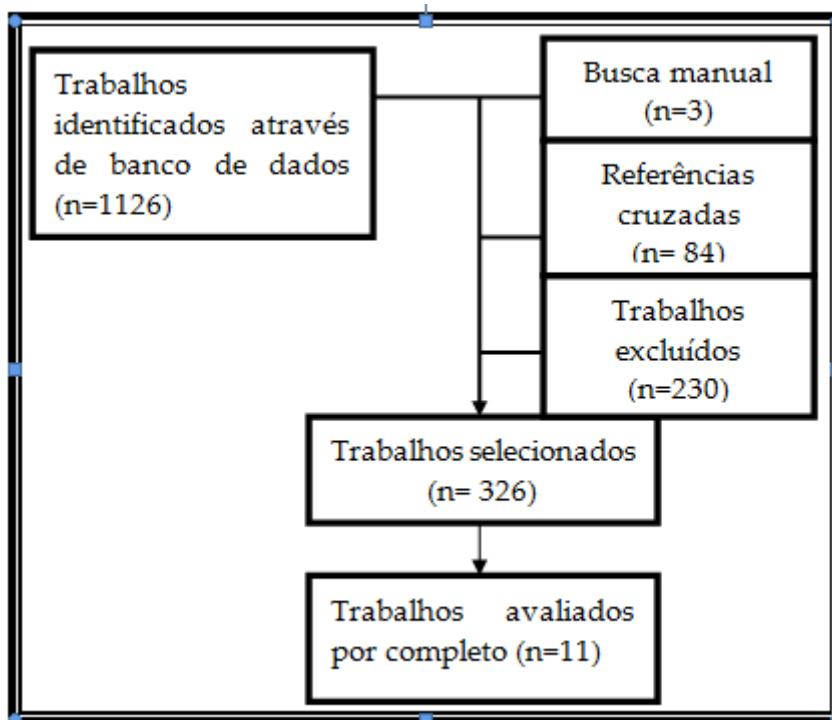 Trabalhos
identificados através
de banco de dados
(n=1126)
Busca manual
(n=3)
Referências
cruzadas
(n= 84)
Trabalhos
excluídos
(n=230)
Trabalhos selecionados
(n= 326)
Trabalhos avaliados
por completo (n=11)